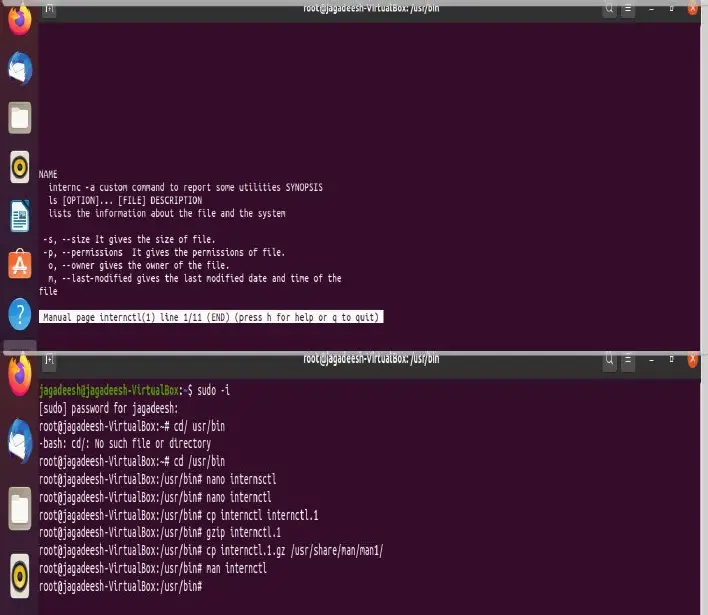 root@jagadeesh-VirtualBox: /usr/bin
NAME
internc -a custom command to report some utilities SYNOPSIS
ls [OPTION]... [FILE] DESCRIPTION
lists the information about the file and the system
-s, --size It gives the size of file.
-p, --permissions  It gives the permissions of file.
o, --owner gives the owner of the file.
m, --last-modified gives the last modified date and time of the
file
Manual page internctl(1) line 1/11 (END) (press h for help or q to quit)
root@jagadeesh-VirtualBox: /usr/bin
jagadeesh@jagadeesh-VirtualBox:~$ sudo -i
[sudo] password for jagadeesh:
root@jagadeesh-VirtualBox:~# cd/ usr/bin
-bash: cd/: No such file or directory
root@jagadeesh-VirtualBox:~# cd /usr/bin
root@jagadeesh-VirtualBox:/usr/bin# nano internsctl
root@jagadeesh-VirtualBox:/usr/bin# nano internctl
root@jagadeesh-VirtualBox:/usr/bin# cp internctl internctl.1
root@jagadeesh-VirtualBox:/usr/bin# gzip internctl.1
root@jagadeesh-VirtualBox:/usr/bin# cp internctl.1.gz /usr/share/man/man1/
root@jagadeesh-VirtualBox:/usr/bin# man internctl
root@jagadeesh-VirtualBox:/usr/bin#